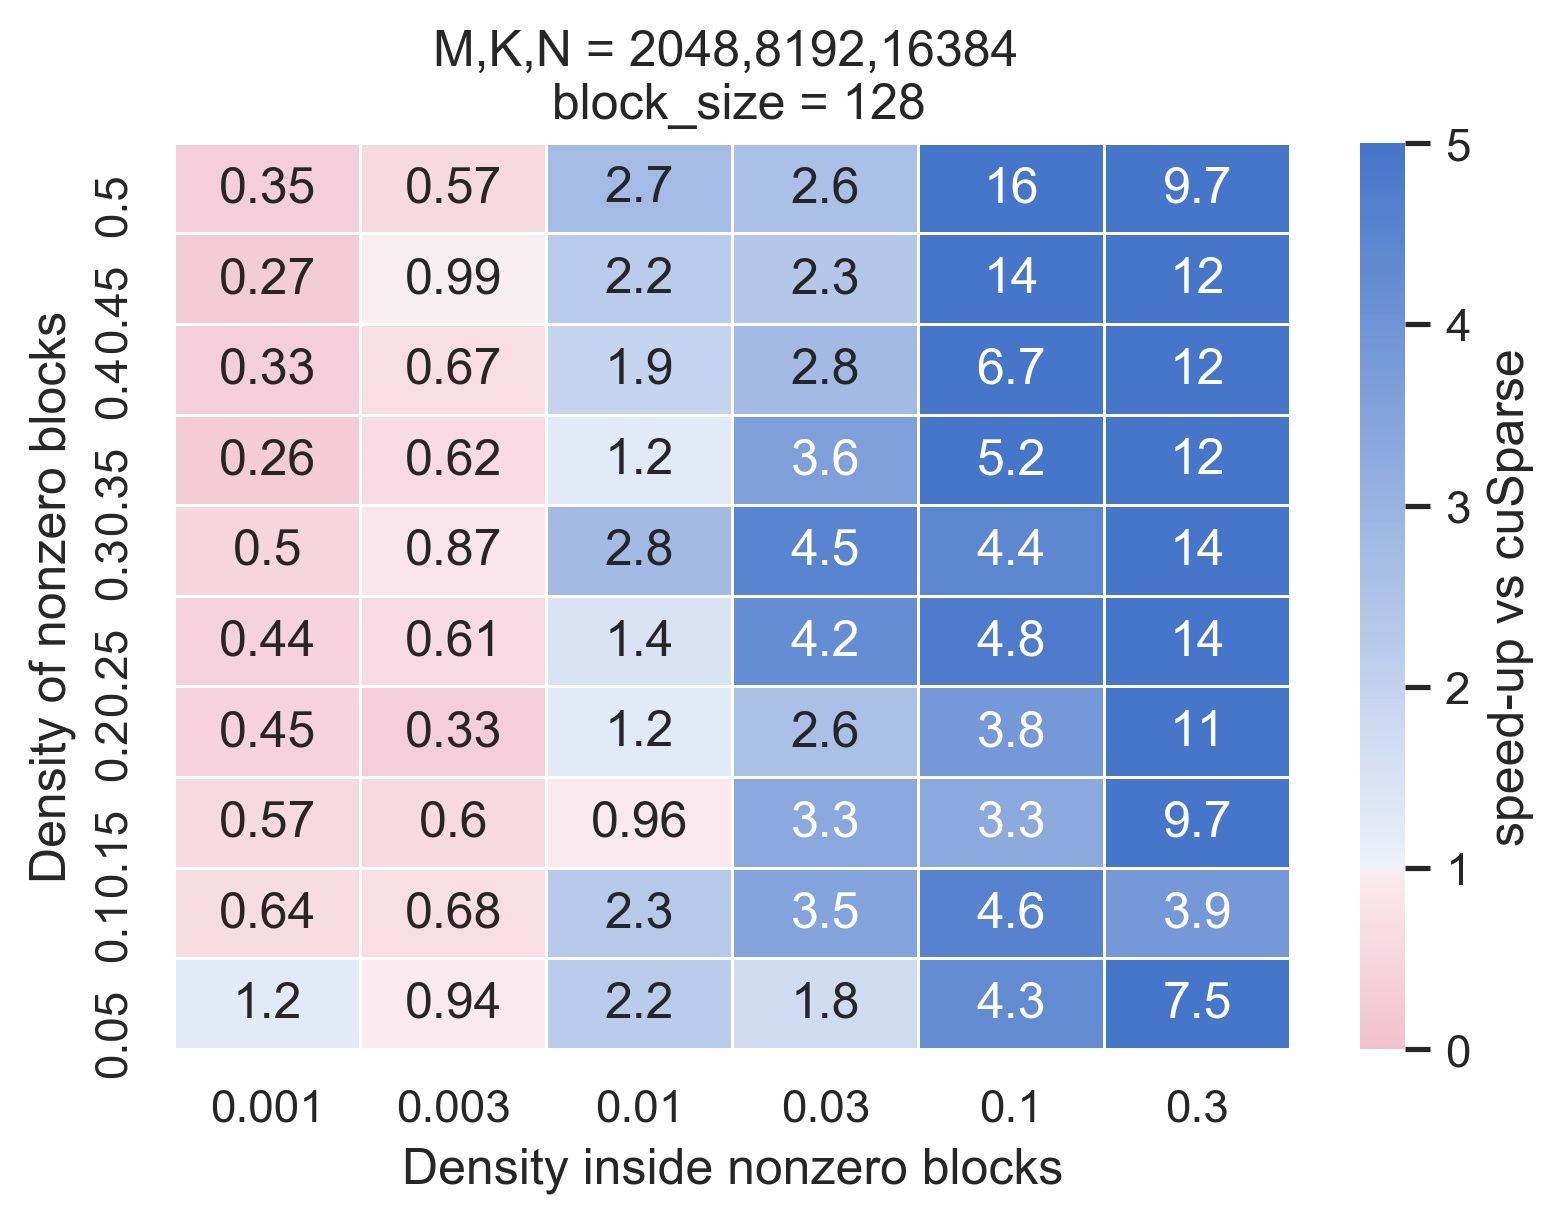 M,K,N = 2048,8192,16384
block_size = 128
Density of nonzero blocks
0.5 0.35 0.57 2.7 2.6 16 9.7
0.45 0.27 0.99 2.2 2.3 14 12
0.4 0.33 0.67 1.9 2.8 6.7 12
0.35 0.26 0.62 1.2 3.6 5.2 12
0.3 0.5 0.87 2.8 4.5 4.4 14
0.25 0.44 0.61 1.4 4.2 4.8 14
0.2 0.45 0.33 1.2 2.6 3.8 11
0.15 0.57 0.6 0.96 3.3 3.3 9.7
0.1 0.64 0.68 2.3 3.5 4.6 3.9
0.05 1.2 0.94 2.2 1.8 4.3 7.5
0.001 0.003 0.01 0.03 0.1 0.3
Density inside nonzero blocks
5
4
3
2
1
0
speed-up vs cuSparse